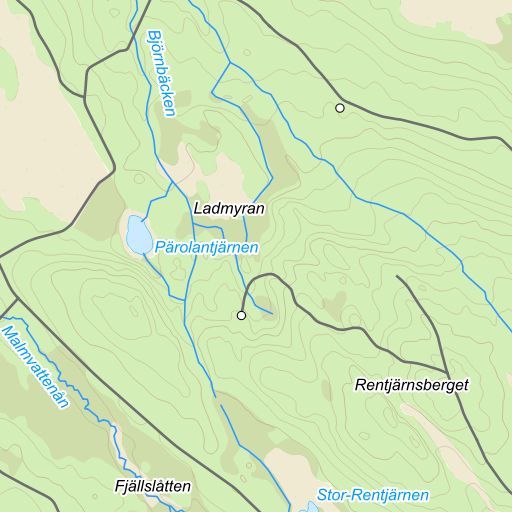 Björnbäcken
Ladmyran
Pärolantjärnen
Malmvattenån
Rentjärnsberget
Fjällslåtten
Stor-Rentjärnen